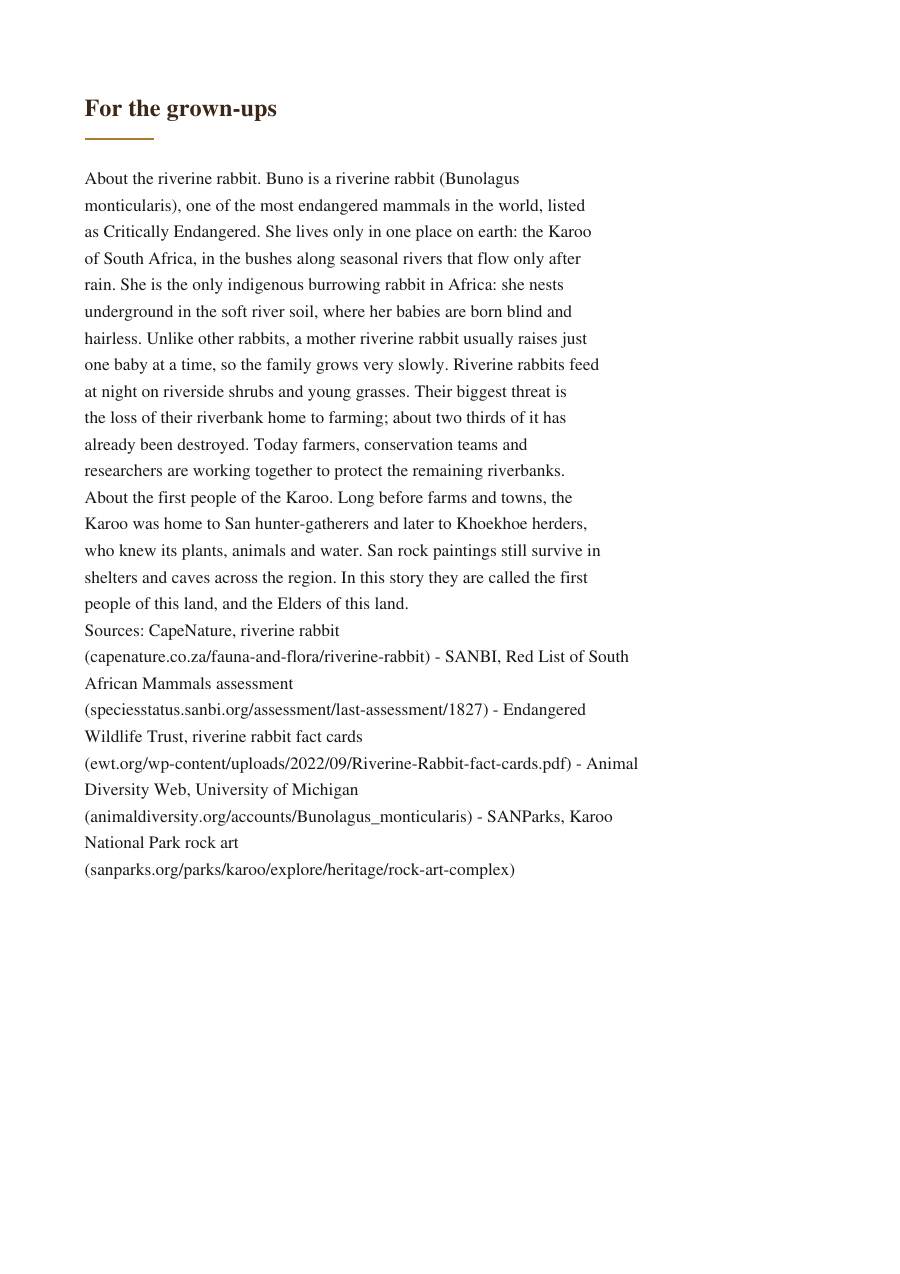 For the grown-ups
About the riverine rabbit. Buno is a riverine rabbit (Bunolagus
monticularis), one of the most endangered mammals in the world, listed
as Critically Endangered. She lives only in one place on earth: the Karoo
of South Africa, in the bushes along seasonal rivers that flow only after
rain. She is the only indigenous burrowing rabbit in Africa: she nests
underground in the soft river soil, where her babies are born blind and
hairless. Unlike other rabbits, a mother riverine rabbit usually raises just
one baby at a time, so the family grows very slowly. Riverine rabbits feed
at night on riverside shrubs and young grasses. Their biggest threat is
the loss of their riverbank home to farming; about two thirds of it has
already been destroyed. Today farmers, conservation teams and
researchers are working together to protect the remaining riverbanks.
About the first people of the Karoo. Long before farms and towns, the
Karoo was home to San hunter-gatherers and later to Khoekhoe herders,
who knew its plants, animals and water. San rock paintings still survive in
shelters and caves across the region. In this story they are called the first
people of this land, and the Elders of this land.
Sources: CapeNature, riverine rabbit
(capenature.co.za/fauna-and-flora/riverine-rabbit) - SANBI, Red List of South
African Mammals assessment
(speciesstatus.sanbi.org/assessment/last-assessment/1827) - Endangered
Wildlife Trust, riverine rabbit fact cards
(ewt.org/wp-content/uploads/2022/09/Riverine-Rabbit-fact-cards.pdf) - Animal
Diversity Web, University of Michigan
(animaldiversity.org/accounts/Bunolagus_monticularis) - SANParks, Karoo
National Park rock art
(sanparks.org/parks/karoo/explore/heritage/rock-art-complex)